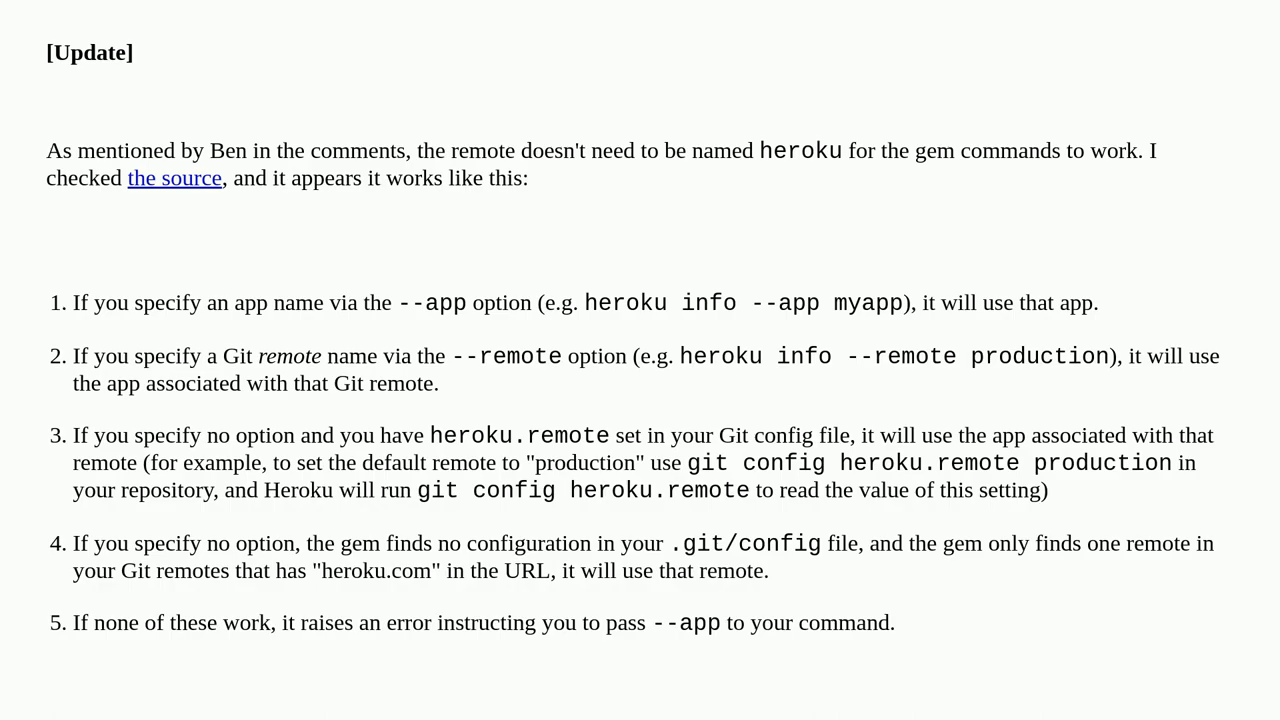 [Update]
As mentioned by Ben in the comments, the remote doesn't need to be named heroku for the gem commands to work. I
checked the source, and it appears it works like this:
1. If you specify an app name via the --app option (e.g. heroku info --app myapp), it will use that app.
2. If you specify a Git remote name via the --remote option (e.g. heroku info --remote production), it will use
the app associated with that Git remote.
3. If you specify no option and you have heroku.remote set in your Git config file, it will use the app associated with that
remote (for example, to set the default remote to "production" use git config heroku.remote production in
your repository, and Heroku will run git config heroku.remote to read the value of this setting)
4. If you specify no option, the gem finds no configuration in your .git/config file, and the gem only finds one remote in
your Git remotes that has "heroku.com" in the URL, it will use that remote.
5. If none of these work, it raises an error instructing you to pass --app to your command.